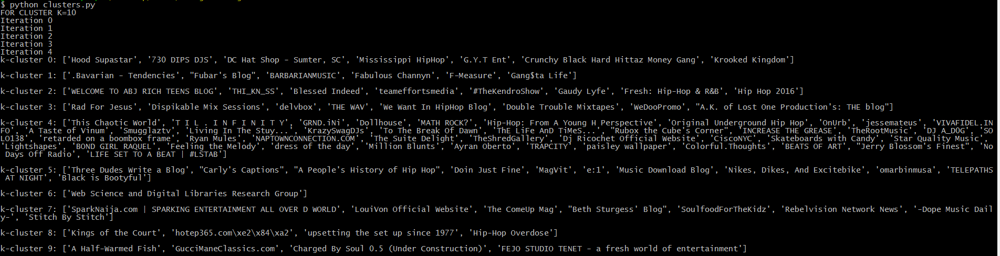 $ python clusters.py
FOR CLUSTER K=10
Iteration 0
Iteration 1
Iteration 2
Iteration 3
Iteration 4
k-cluster 0: ['Hood Supastar', '730 DIPS DJS', 'DC Hat Shop - Sumter, SC', 'Mississippi HipHop', 'G.Y.T Ent', 'Crunchy Black Hard Hittaz Money Gang', 'Krooked Kingdom']
k-cluster 1: ['.Bavarian - Tendencies', "Fubar's Blog", 'BARBARIANMUSIC', 'Fabulous Channyn', 'F-Measure', 'Gang$ta Life']
k-cluster 2: ['WELCOME TO ABJ RICH TEENS BLOG', 'THI_KN_SS', 'Blessed Indeed', 'teameffortsmedia', '#TheKendroShow', 'Gaudy Lyfe', 'Fresh: Hip-Hop & R&B', 'Hip Hop 2016']
k-cluster 3: ['Rad For Jesus', 'Dispikable Mix Sessions', 'delvbox', 'THE WAV', 'We Want In HipHop Blog', 'Double Trouble Mixtapes', 'WeDooPromo', "A.K. of Lost One Production's: THE blog"]
k-cluster 4: ['This Chaotic World', 'T I L . I N F I N I T Y', 'GRND.iNi', 'Dollhouse', 'MATH ROCK?', 'Hip-Hop: From A Young H Perspective', 'Original Underground Hip Hop', 'OnUrb', 'jessemateus', 'VIVAFIDEL.IN
FO', 'A Taste of Vinum', 'Smugglaztv', 'Living In The Stuy...', 'KrazySwagDJs', 'To The Break Of Dawn', 'ThE LiFe AnD TiMeS...', "Rubox the Cube's Corner", 'INCREASE THE GREASE', 'TheRootMusic', 'DJ A_DOG', 'SO
LO138', 'retarded on a boombox frame', 'Ryan Mules', 'NAPTOWNCONNECTION.COM', 'The Suite Delight', 'TheShredGallery', 'Dj Ricochet Official Website', 'CiscoNYC', 'Skateboards with Candy', 'Star Quality Music',
'Lightshapes', 'BOND GIRL RAQUEL', 'Feeling the Melody', 'dress of the day', 'Million Blunts', 'Ayran Oberto', 'TRAPCITY', 'paisley wallpaper', 'Colorful.Thoughts', 'BEATS OF ART', "Jerry Blossom's Finest", 'No
Days Off Radio', 'LIFE SET TO A BEAT | #LSTAB']
k-cluster 5: ['Three Dudes Write a Blog', "Carly's Captions", "A People's History of Hip Hop", 'Doin Just Fine', 'MagVit', 'e:1', 'Music Download Blog', 'Nikes, Dikes, And Excitebike', 'omarbinmusa', 'TELEPATHS
AT NIGHT', 'Black is Bootyful']
k-cluster 6: ['Web Science and Digital Libraries Research Group']
k-cluster 7: ['SparkNaija.com | SPARKING ENTERTAINMENT ALL OVER D WORLD', 'LouiVon Official Website', 'The ComeUp Mag', "Beth Sturgess' Blog", 'SoulfoodForTheKidz', 'Rebelvision Network News', '-Dope Music Dail
y-', 'Stitch By Stitch']
k-cluster 8: ['Kings of the Court', 'hotep365.com\xe2\x84\xa2', 'upsetting the set up since 1977', 'Hip-Hop Overdose']
k-cluster 9: ['A Half-Warmed Fish', 'GucciManeClassics.com', 'Charged By Soul 0.5 (Under Construction)', 'FEJO STUDIO TENET - a fresh world of entertainment']